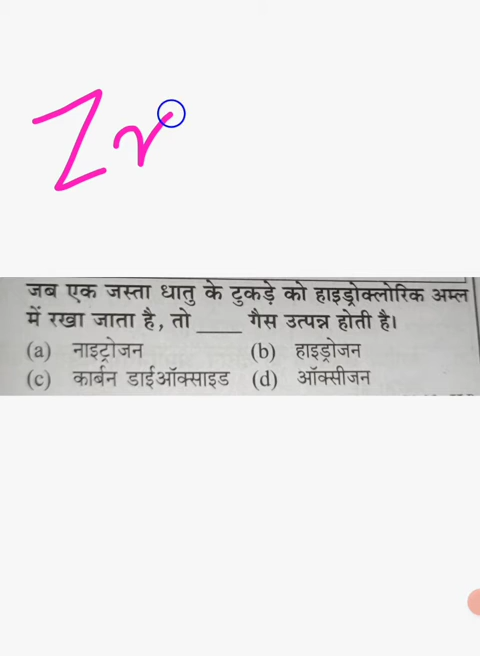 Zn
जब एक जस्ता धातु के टुकड़े को हाइड्रोक्लोरिक अम्ल
में रखा जाता है, तो ____ गैस उत्पन्न होती है।
(a) नाइट्रोजन (b) हाइड्रोजन
(c) कार्बन डाईऑक्साइड (d) ऑक्सीजन